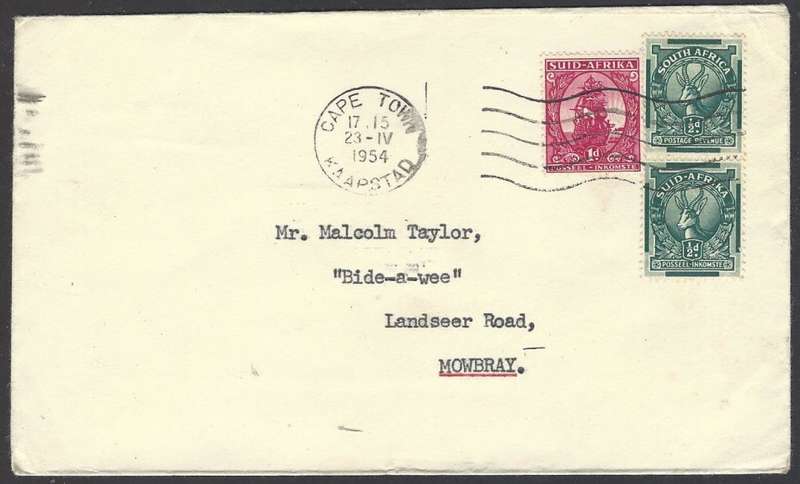 CAPE TOWN
17.15
23-IV
1954
KAAPSTAD
SUID-AFRIKA
1d
POSSEEL-INKOMSTE
SOUTH AFRICA
½d
POSTAGE REVENUE
SUID-AFRIKA
½d
POSSEEL-INKOMSTE
Mr. Malcolm Taylor,
"Bide-a-wee"
Landseer Road,
MOWBRAY.